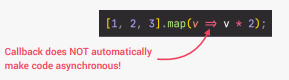 [1, 2, 3].map(v => v * 2);
Callback does NOT automatically
make code asynchronous!